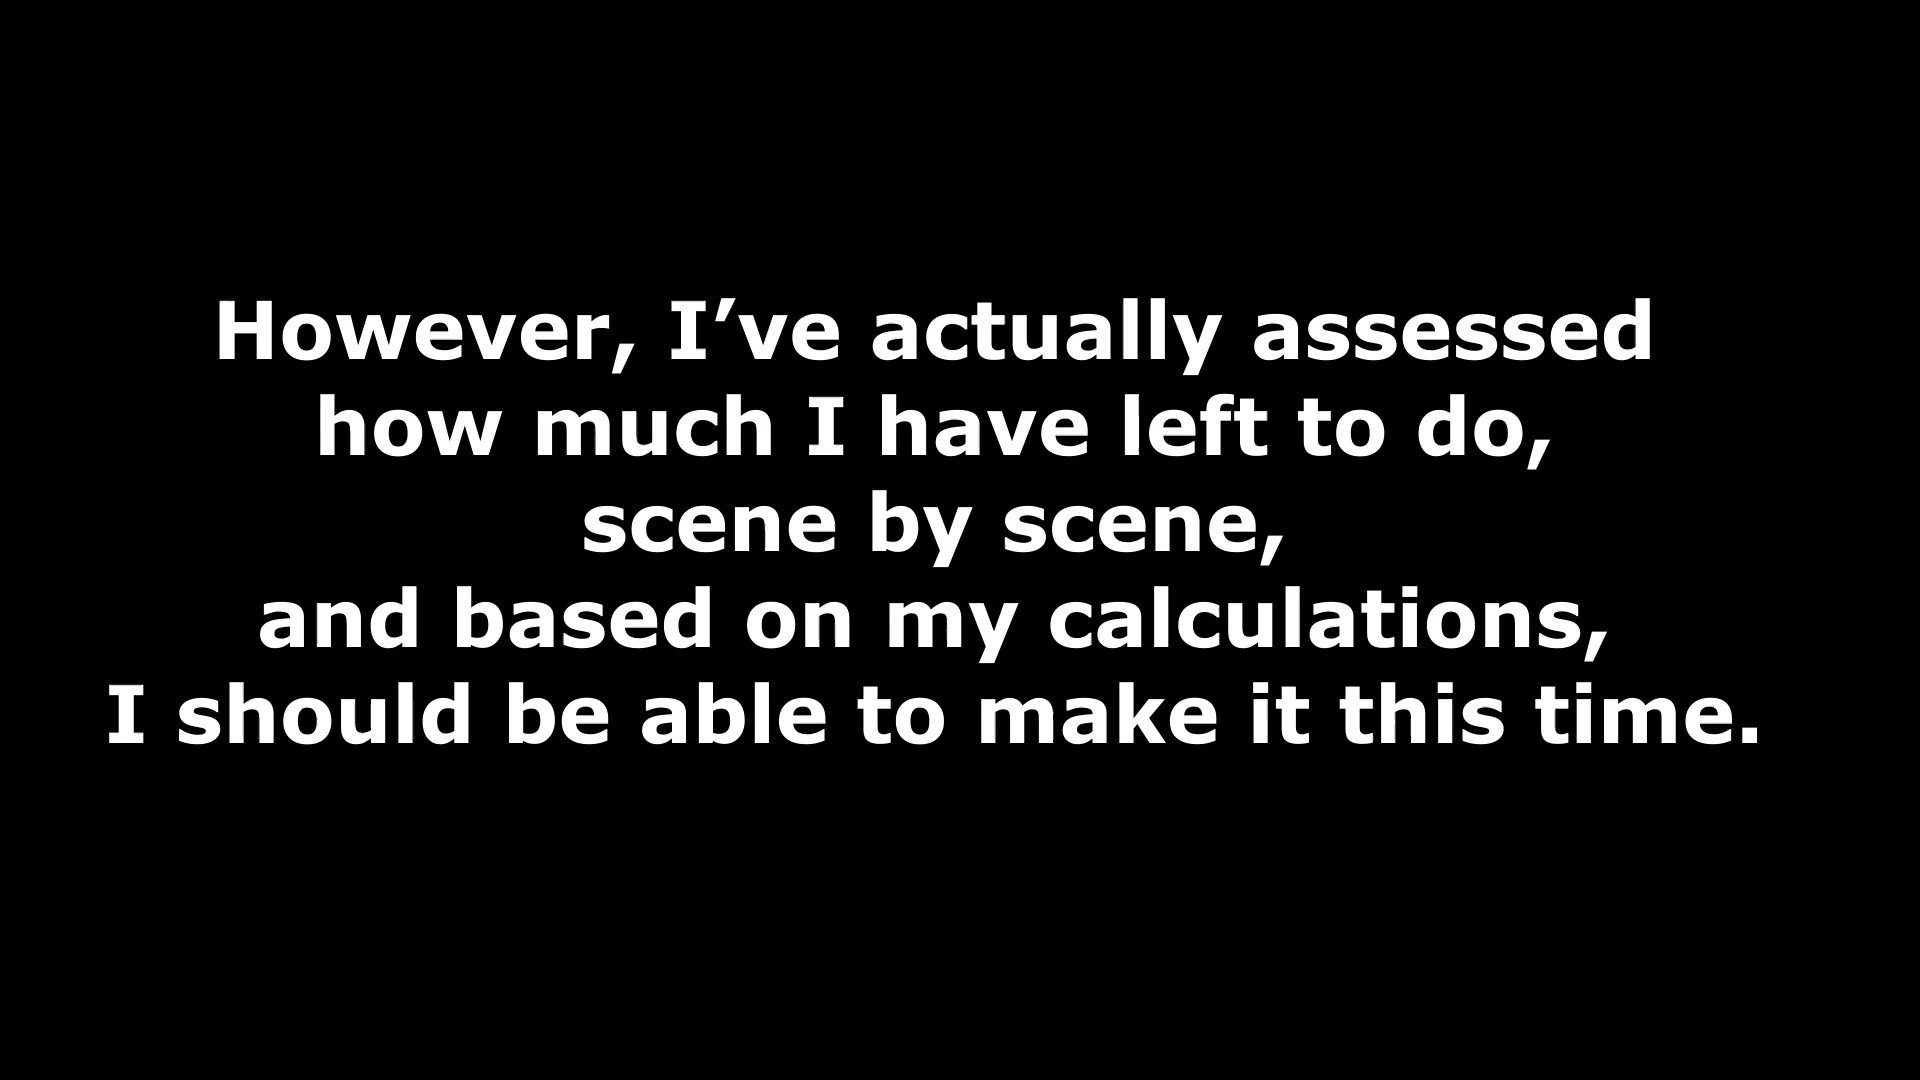 However, I’ve actually assessed
how much I have left to do,
scene by scene,
and based on my calculations,
I should be able to make it this time.